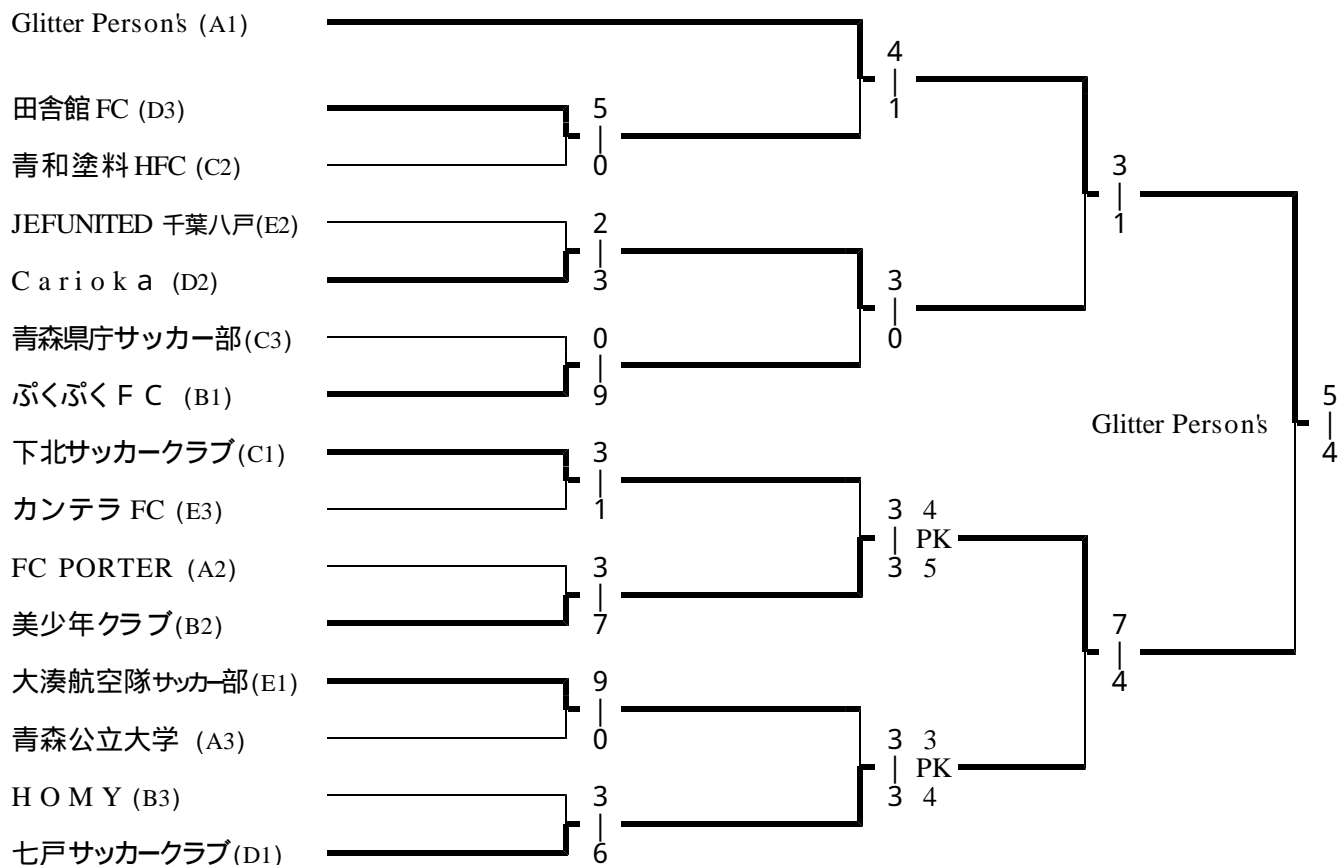 Glitter Person's (A1)
田舎館 FC (D3)
青和塗料 HFC (C2)
JEFUNITED 千葉八戸(E2)
Carioka (D2)
青森県庁サッカー部(C3)
ぷくぷくＦＣ (B1)
下北サッカークラブ(C1)
カンテラ FC (E3)
FC PORTER (A2)
美少年クラブ(B2)
大湊航空隊サッカー部(E1)
青森公立大学 (A3)
HOMY (B3)
七戸サッカークラブ(D1)
5
|
0
2
|
3
0
|
9
3
|
1
3
|
7
9
|
0
3
|
6
4
|
1
3
|
0
3 4
| PK
3 5
3 3
| PK
3 4
3
|
1
7
|
4
Glitter Person's
5
|
4